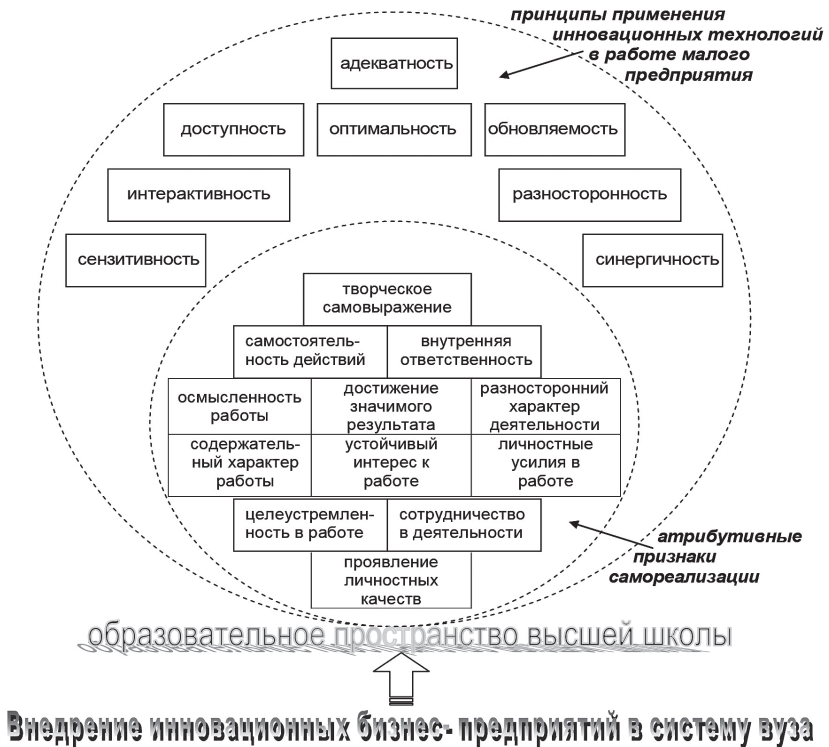 принципы применения
инновационных технологий
в работе малого
предприятия
адекватность
доступность
оптимальность
обновляемость
интерактивность
разносторонность
сензитивность
синергичность
творческое
самовыражение
самостоятель-
ность действий
внутренняя
ответственность
осмысленность
работы
достижение
значимого
результата
разносторонний
характер
деятельности
содержатель-
ный характер
работы
устойчивый
интерес к
работе
личностные
усилия в
работе
целеустремлен-
ность в работе
сотрудничество
в деятельности
проявление
личностных
качеств
атрибутивные
признаки
самореализации
образовательное пространство высшей школы
Внедрение инновационных бизнес- предприятий в систему вуза